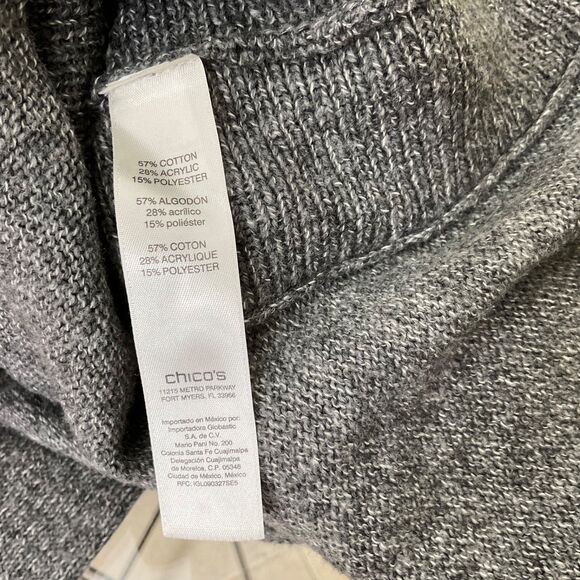 57% COTTON
28% ACRYLIC
15% POLYESTER
57% ALGODÓN
28% acrílico
15% poliéster
57% COTON
28% ACRYLIQUE
15% POLYESTER
chico's
11215 METRO PARKWAY
FORT MYERS, FL 33966
Importado en México por:
Importadora Globastic
S.A. de C.V.
Mario Pani No. 200
Colonia Santa Fe Cuajimalpa
Delegación Cuajimalpa
de Morelos, C.P. 05348
Ciudad de México, México
RFC: IGL090327SE5